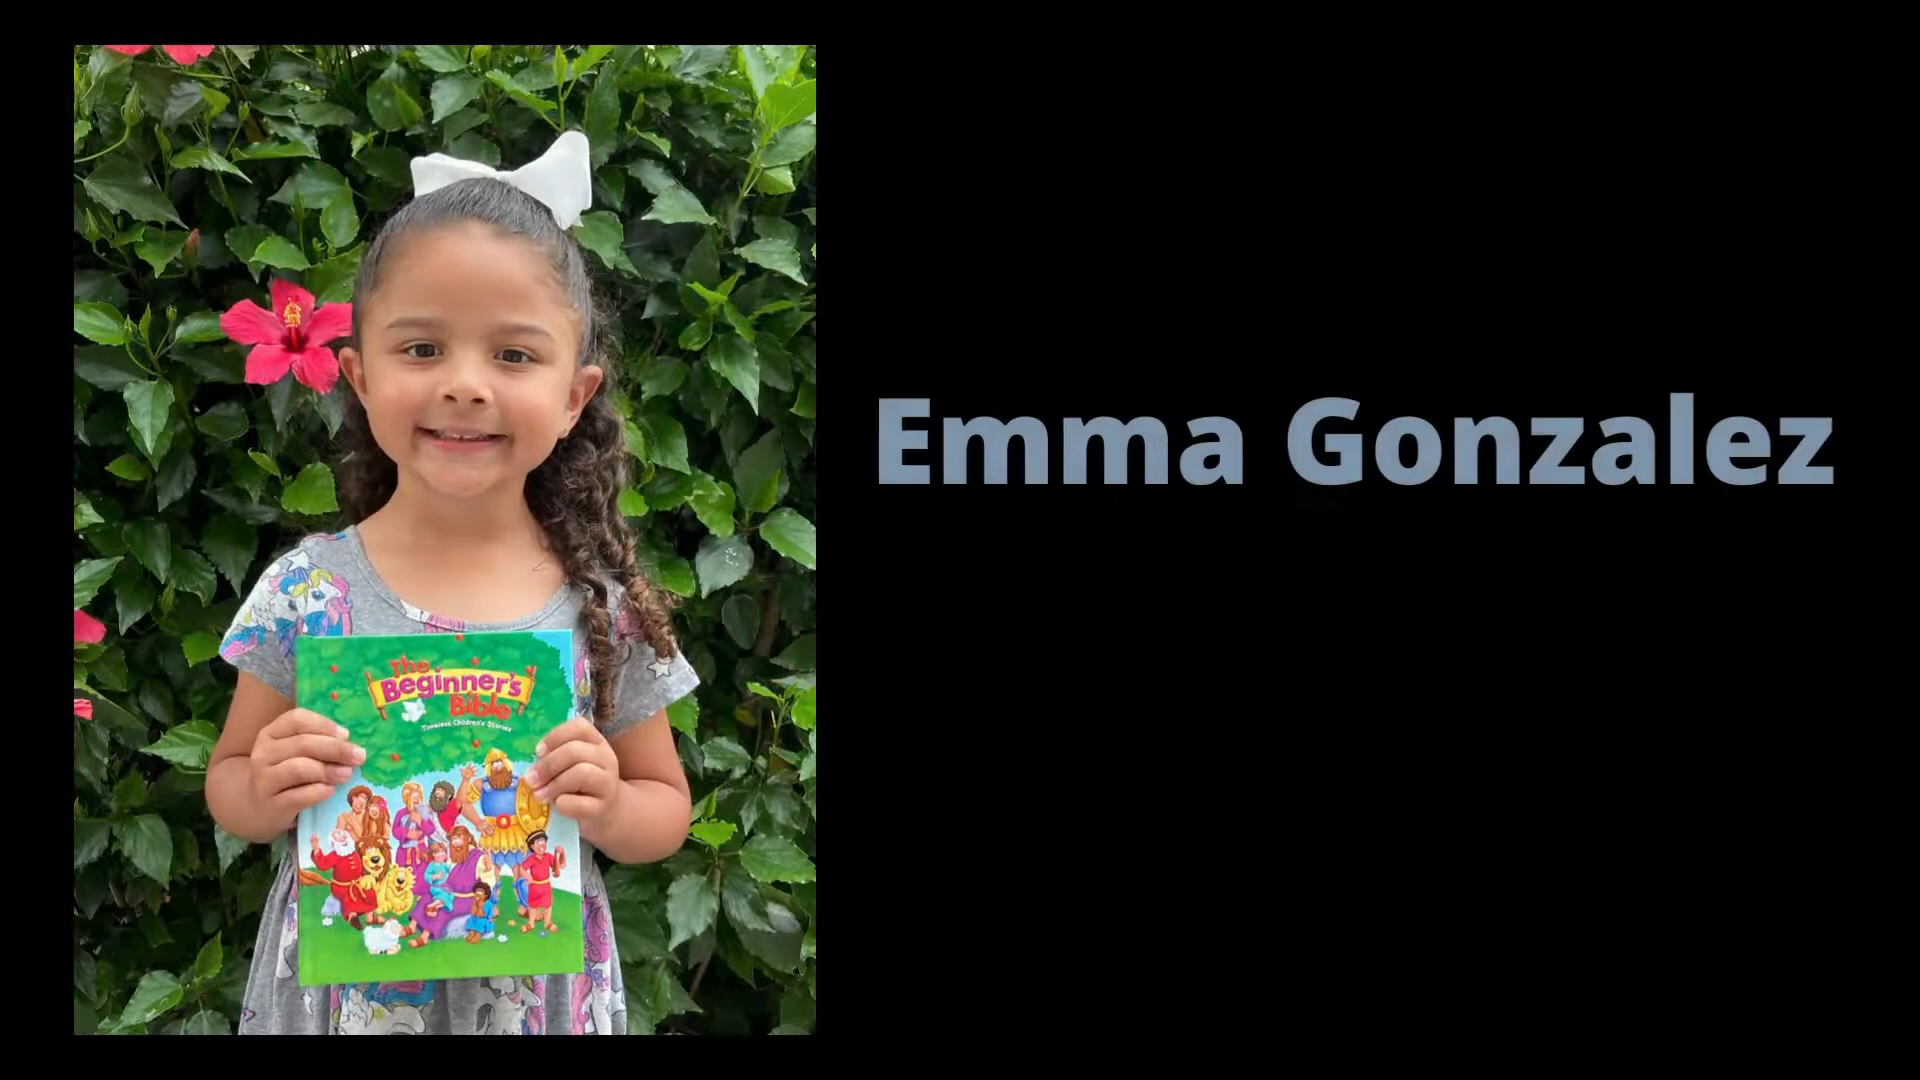 Emma Gonzalez
The
Beginner's
Bible
Timeless Children's Stories